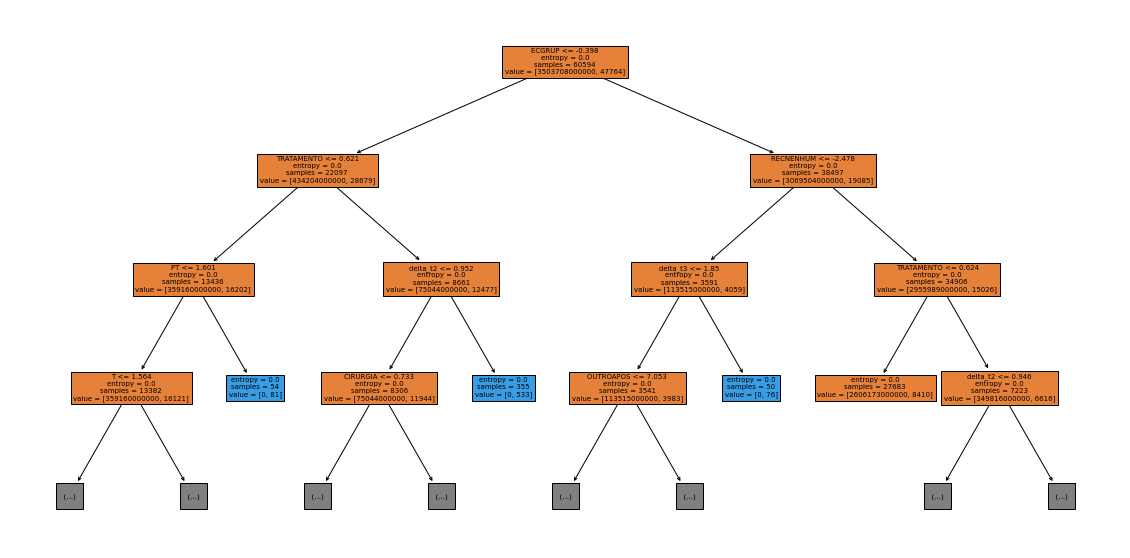 ECGRUP <= -0.398
entropy = 0.0
samples = 60594
value = [3503708000000, 47764]
TRATAMENTO <= 0.621
entropy = 0.0
samples = 22097
value = [434204000000, 28679]
RECNENHUM <= -2.478
entropy = 0.0
samples = 38497
value = [3069504000000, 19085]
PT <= 1.601
entropy = 0.0
samples = 13436
value = [359160000000, 16202]
delta_t2 <= 0.952
entropy = 0.0
samples = 8661
value = [75044000000, 12477]
delta_t3 <= 1.85
entropy = 0.0
samples = 3591
value = [113515000000, 4059]
TRATAMENTO <= 0.624
entropy = 0.0
samples = 34906
value = [2955989000000, 15026]
T <= 1.564
entropy = 0.0
samples = 13382
value = [359160000000, 16121]
entropy = 0.0
samples = 54
value = [0, 81]
CIRURGIA <= 0.733
entropy = 0.0
samples = 8306
value = [75044000000, 11944]
entropy = 0.0
samples = 355
value = [0, 533]
OUTROAPOS <= 7.053
entropy = 0.0
samples = 3541
value = [113515000000, 3983]
entropy = 0.0
samples = 50
value = [0, 76]
entropy = 0.0
samples = 27683
value = [2606173000000, 8410]
delta_t2 <= 0.946
entropy = 0.0
samples = 7223
value = [349816000000, 6616]
(...)
(...)
(...)
(...)
(...)
(...)
(...)
(...)